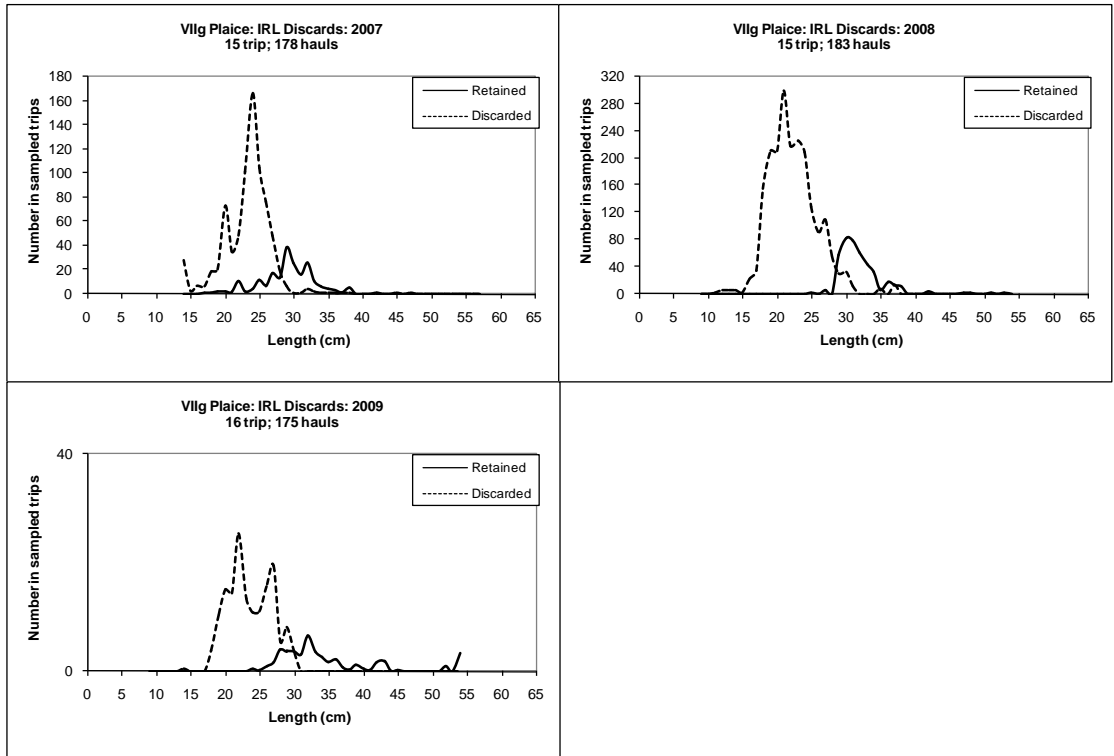 VIIg Plaice: IRL Discards: 2007
15 trip; 178 hauls
Number in sampled trips
180
160
140
120
100
80
60
40
20
0
Retained
Discarded
0 5 10 15 20 25 30 35 40 45 50 55 60 65
Length (cm)
VIIg Plaice: IRL Discards: 2008
15 trip; 183 hauls
Number in sampled trips
320
280
240
200
160
120
80
40
0
Retained
Discarded
0 5 10 15 20 25 30 35 40 45 50 55 60 65
Length (cm)
VIIg Plaice: IRL Discards: 2009
16 trip; 175 hauls
Number in sampled trips
40
0
Retained
Discarded
0 5 10 15 20 25 30 35 40 45 50 55 60 65
Length (cm)